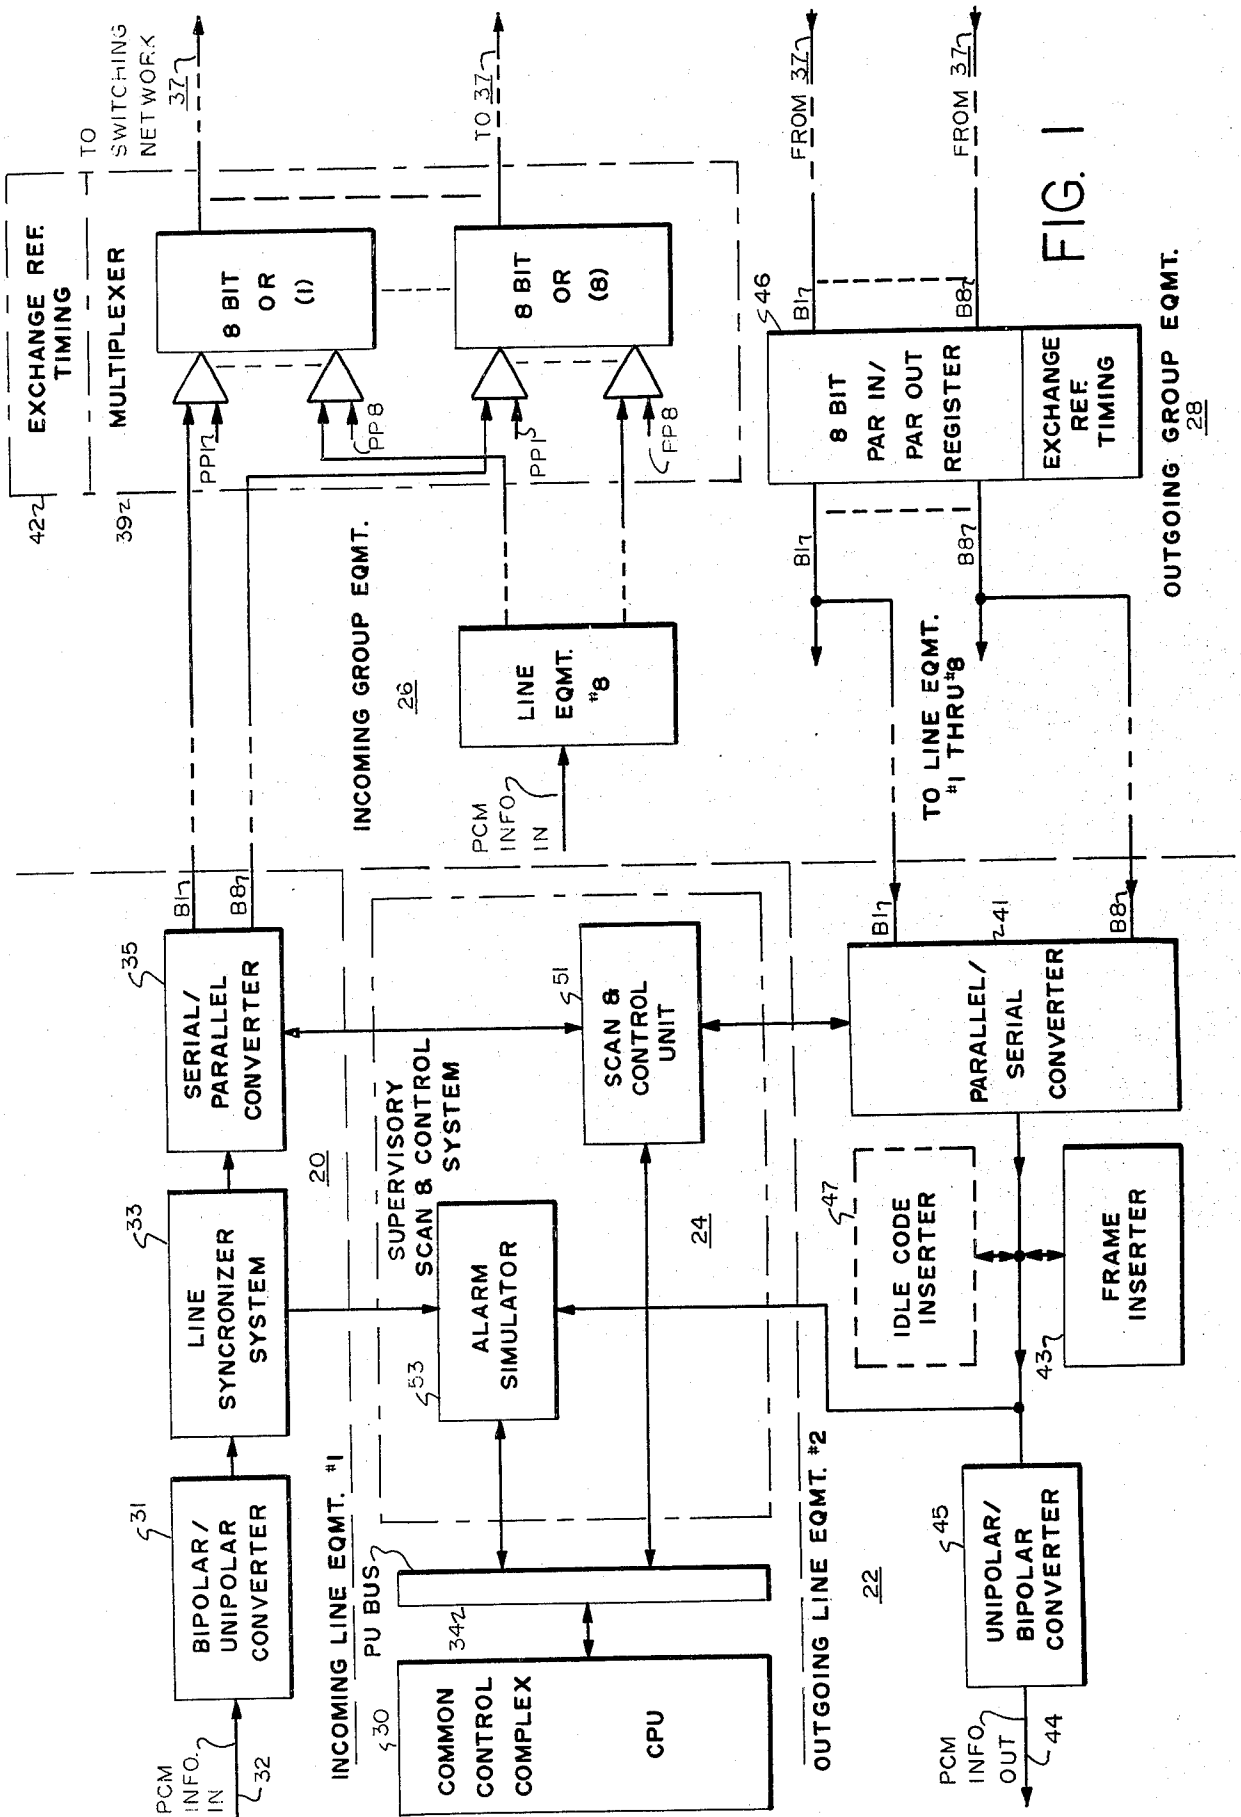 PCM
INFO.
IN
32
BIPOLAR/
UNIPOLAR
CONVERTER
31
LINE
SYNCRONIZER
SYSTEM
33
SERIAL/
PARALLEL
CONVERTER
35
B1
B8
20
INCOMING LINE EQMT. #1
EXCHANGE REF.
TIMING
42
MULTIPLEXER
39
PP1
PP8
8 BIT
OR
(1)
PP1
PP8
8 BIT
OR
(8)
TO
SWITCHING
NETWORK
37
TO 37
INCOMING GROUP EQMT.
26
PCM
INFO
IN
LINE
EQMT.
#8
COMMON
CONTROL
COMPLEX
CPU
30
PU BUS
34
SUPERVISORY
SCAN & CONTROL
SYSTEM
ALARM
SIMULATOR
53
SCAN &
CONTROL
UNIT
51
24
OUTGOING LINE EQMT. #2
22
PCM
INFO
OUT
44
UNIPOLAR/
BIPOLAR
CONVERTER
45
IDLE CODE
INSERTER
47
FRAME
INSERTER
43
PARALLEL/
SERIAL
CONVERTER
41
B1
B8
TO LINE EQMT.
#1 THRU #8
B1
B8
8 BIT
PAR IN/
PAR OUT
REGISTER
EXCHANGE
REF.
TIMING
46
B1
B8
FROM 37
FROM 37
OUTGOING GROUP EQMT.
28
FIG. 1